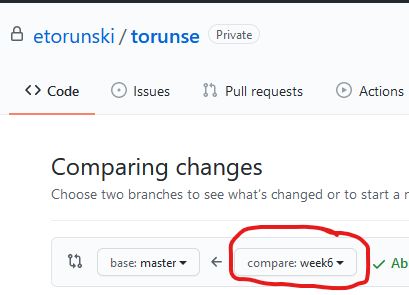 etorunski / torunse Private
Code Issues Pull requests Actions
Comparing changes
Choose two branches to see what's changed or to start a
base: master compare: week6